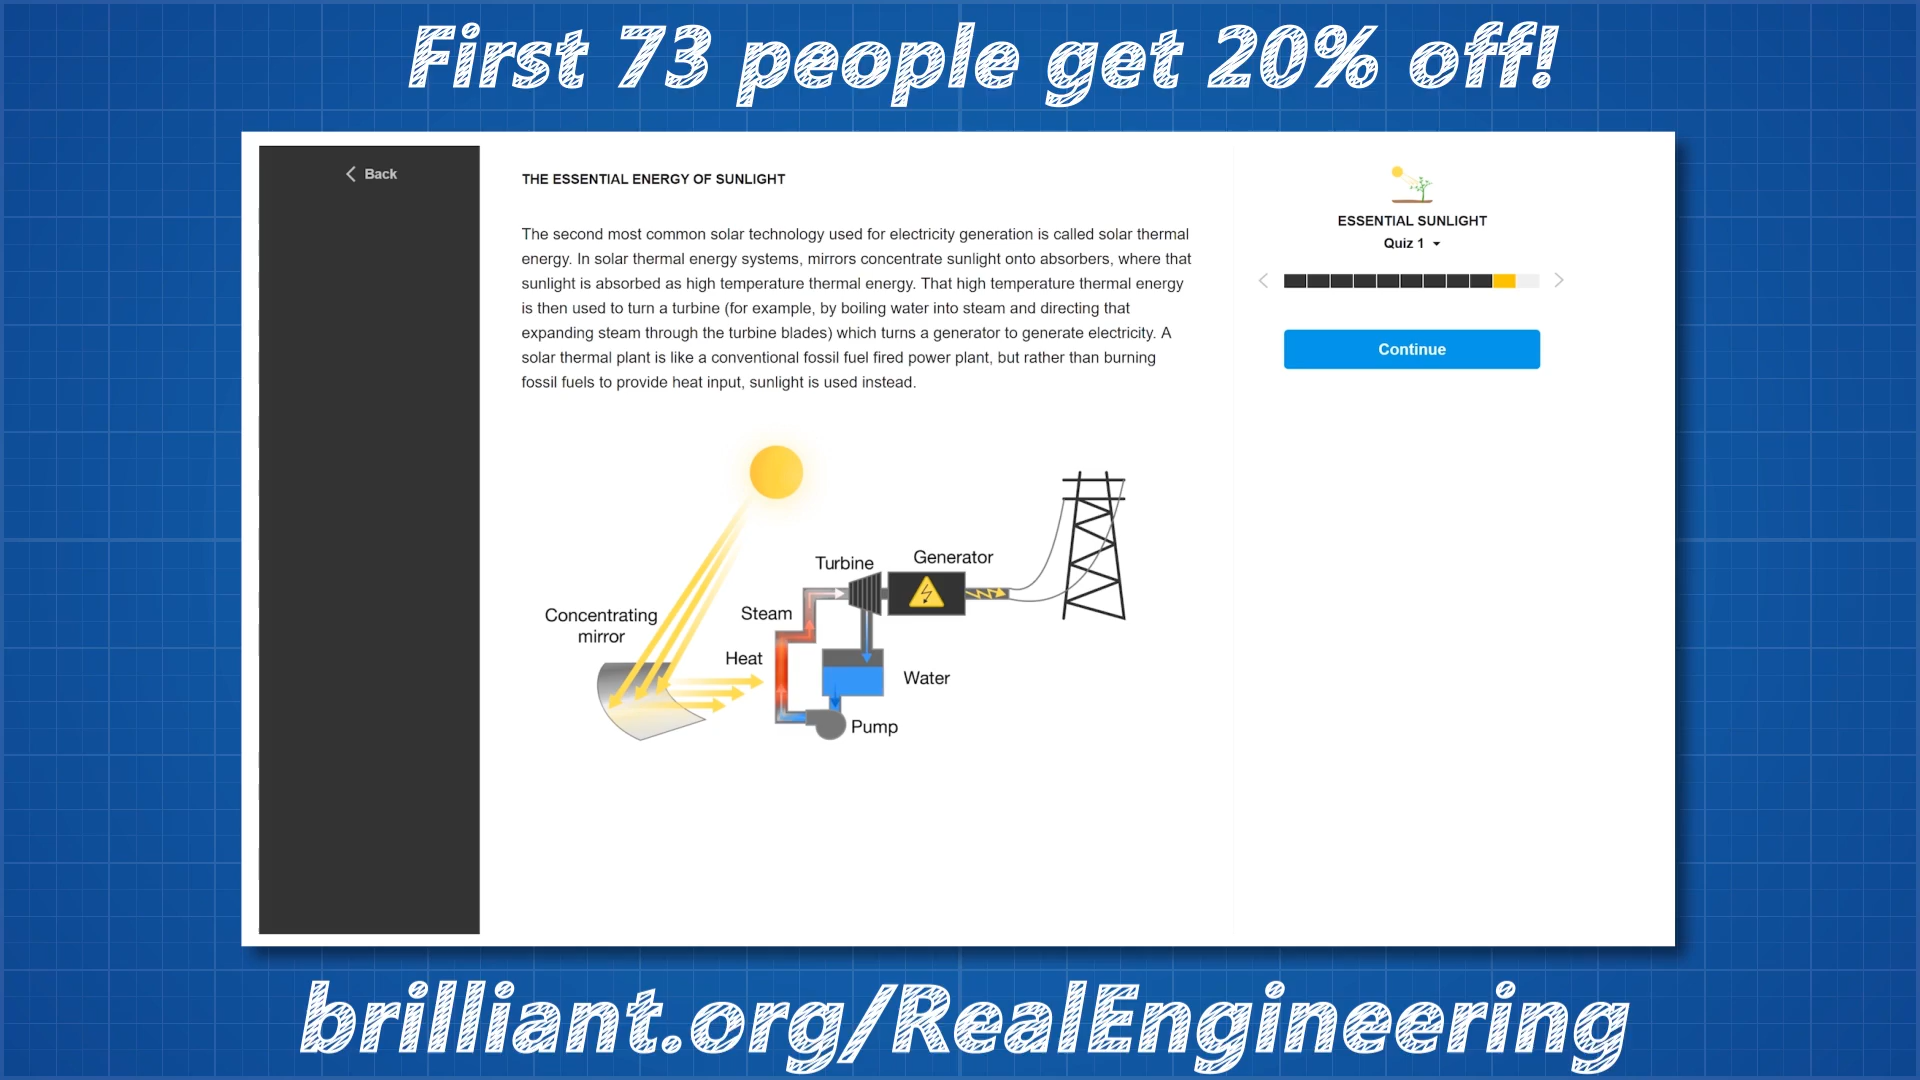 First 73 people get 20% off!
Back
THE ESSENTIAL ENERGY OF SUNLIGHT
The second most common solar technology used for electricity generation is called solar thermal
energy. In solar thermal energy systems, mirrors concentrate sunlight onto absorbers, where that
sunlight is absorbed as high temperature thermal energy. That high temperature thermal energy
is then used to turn a turbine (for example, by boiling water into steam and directing that
expanding steam through the turbine blades) which turns a generator to generate electricity. A
solar thermal plant is like a conventional fossil fuel fired power plant, but rather than burning
fossil fuels to provide heat input, sunlight is used instead.
Concentrating
mirror
Heat
Steam
Turbine
Generator
Water
Pump
ESSENTIAL SUNLIGHT
Quiz 1
Continue
brilliant.org/RealEngineering